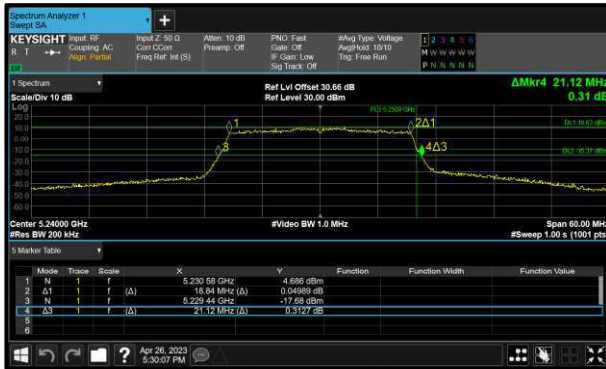 Spectrum Analyzer 1
Swept SA
KEYSIGHT Input: RF Input Z: 50 Ω Atten: 10 dB PNO: Fast #Avg Type: Voltage 1 2 3 4 5 6
R T Coupling: AC Corr CCorr Preamp: Off Gate: Off Avg|Hold: 10/10 M W W W W W
Align: Partial Freq Ref: Int (S) IF Gain: Low Trig: Free Run P N N N N N
Sig Track: Off
1 Spectrum Ref Lvl Offset 30.66 dB ΔMkr4 21.12 MHz
Scale/Div 10 dB Ref Level 30.00 dBm 0.31 dB
Log
20.0
10.0
0.00
-10.0
-20.0
-30.0
-40.0
-50.0
-60.0
1 2Δ1
3 4Δ3
Center 5.24000 GHz #Video BW 1.0 MHz Span 60.00 MHz
#Res BW 200 kHz #Sweep 1.00 s (1001 pts)
5 Marker Table
Mode Trace Scale X Y Function Function Width Function Value
1 N 1 f 5.230 58 GHz 4.686 dBm
2 Δ1 1 f (Δ) 18.84 MHz (Δ) 0.04989 dB
3 N 1 f 5.229 44 GHz -17.68 dBm
4 Δ3 1 f (Δ) 21.12 MHz (Δ) 0.3127 dB
5
6
? Apr 26, 2023
5:30:07 PM